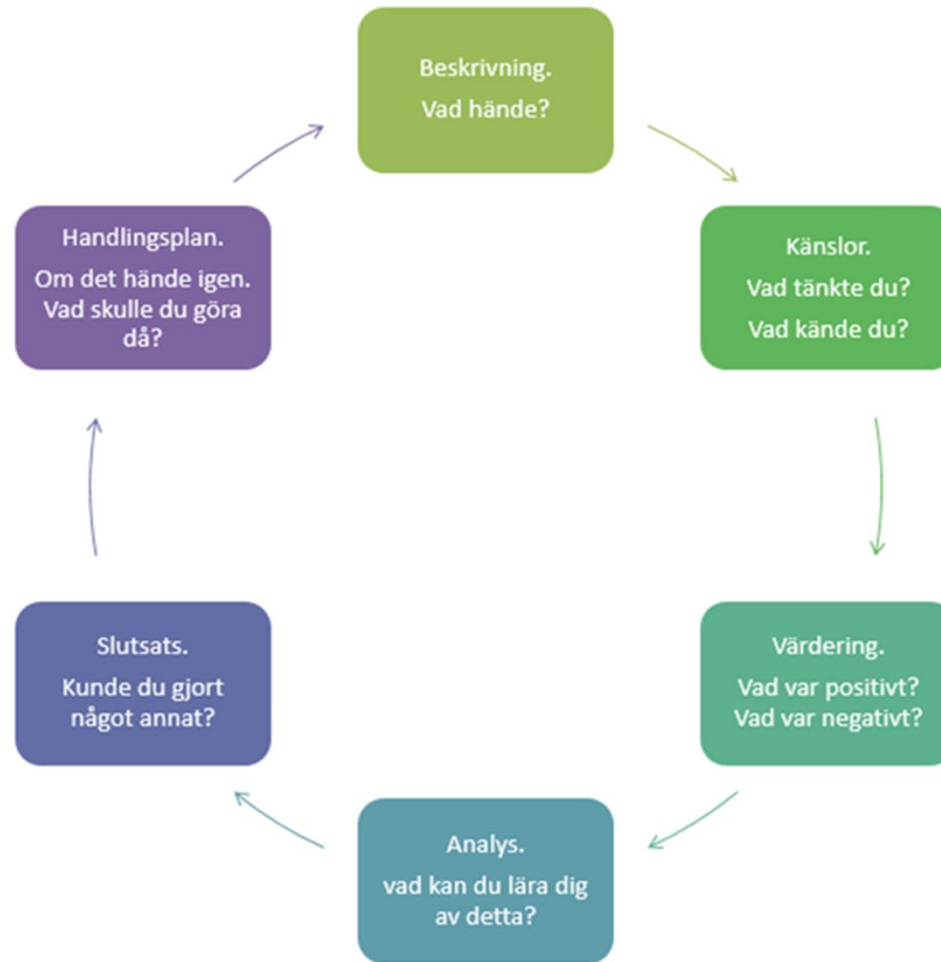 Beskrivning.
Vad hände?
Känslor.
Vad tänkte du?
Vad kände du?
Värdering.
Vad var positivt?
Vad var negativt?
Analys.
vad kan du lära dig
av detta?
Slutsats.
Kunde du gjort
något annat?
Handlingsplan.
Om det hände igen.
Vad skulle du göra
då?